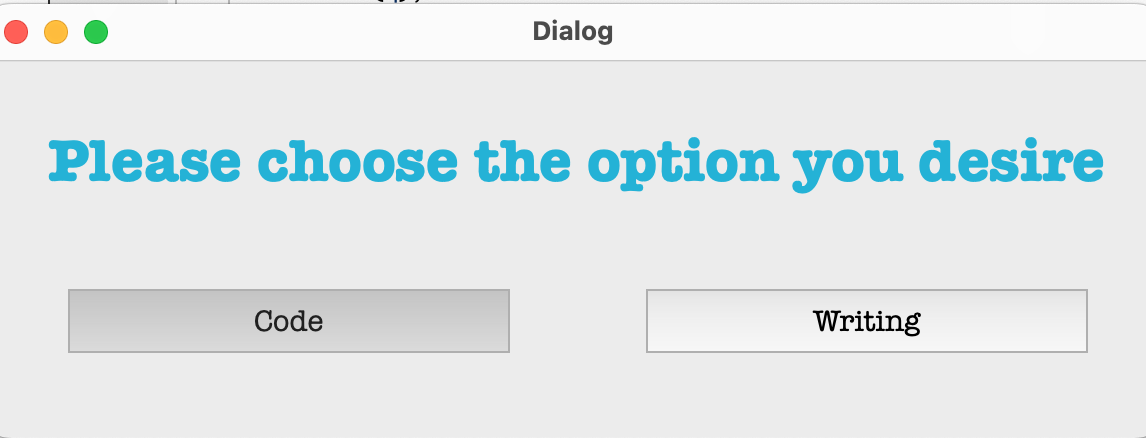 Dialog
Please choose the option you desire
Code
Writing